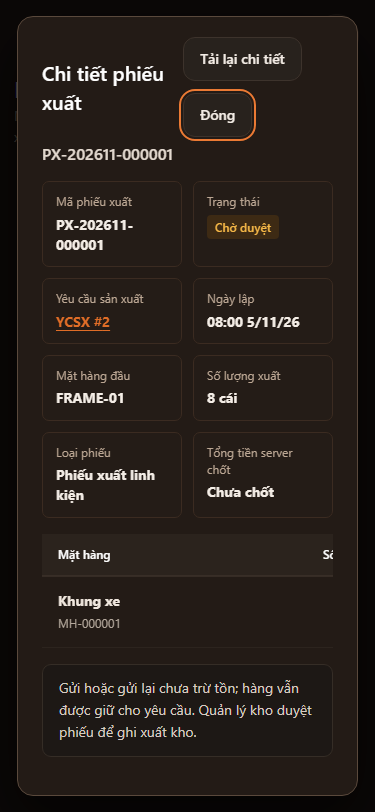 Chi tiết phiếu
xuất
Tải lại chi tiết
Đóng
PX-202611-000001
Mã phiếu xuất
PX-202611-
000001
Trạng thái
Chờ duyệt
Yêu cầu sản xuất
YCSX #2
Ngày lập
08:00 5/11/26
Mặt hàng đầu
FRAME-01
Số lượng xuất
8 cái
Loại phiếu
Phiếu xuất linh
kiện
Tổng tiền server
chốt
Chưa chốt
Mặt hàng
Khung xe
MH-000001
Gửi hoặc gửi lại chưa trừ tồn; hàng vẫn
được giữ cho yêu cầu. Quản lý kho duyệt
phiếu để ghi xuất kho.